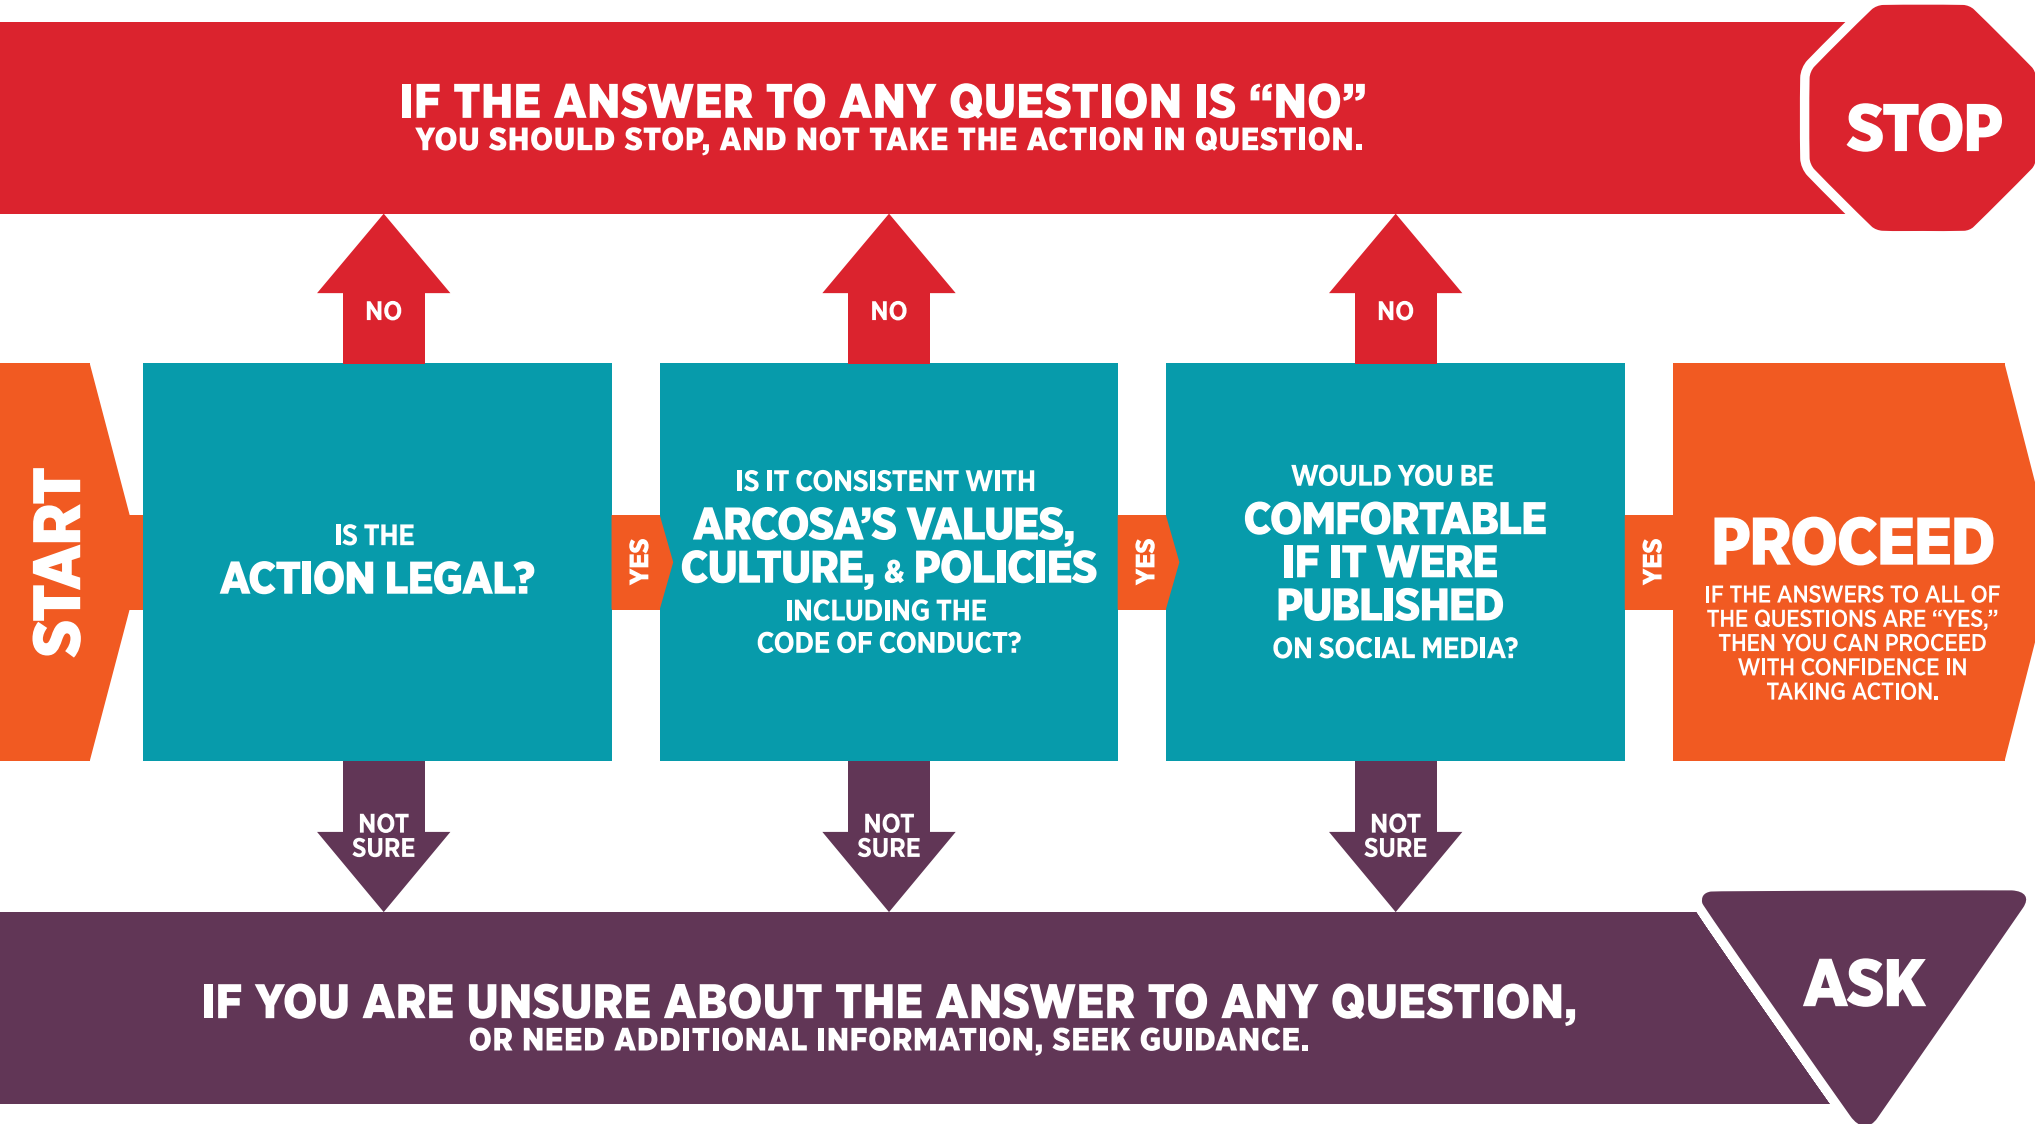 IF THE ANSWER TO ANY QUESTION IS “NO”
YOU SHOULD STOP, AND NOT TAKE THE ACTION IN QUESTION.
STOP
NO
NO
NO
START
IS THE
ACTION LEGAL?
YES
IS IT CONSISTENT WITH
ARCOSA’S VALUES,
CULTURE, & POLICIES
INCLUDING THE
CODE OF CONDUCT?
YES
WOULD YOU BE
COMFORTABLE
IF IT WERE
PUBLISHED
ON SOCIAL MEDIA?
YES
PROCEED
IF THE ANSWERS TO ALL OF
THE QUESTIONS ARE “YES,”
THEN YOU CAN PROCEED
WITH CONFIDENCE IN
TAKING ACTION.
NOT
SURE
NOT
SURE
NOT
SURE
IF YOU ARE UNSURE ABOUT THE ANSWER TO ANY QUESTION,
OR NEED ADDITIONAL INFORMATION, SEEK GUIDANCE.
ASK